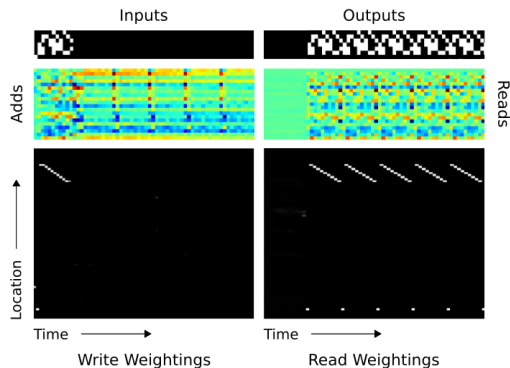 Inputs
Outputs
Adds
Reads
Location
Time
Time
Write Weightings
Read Weightings